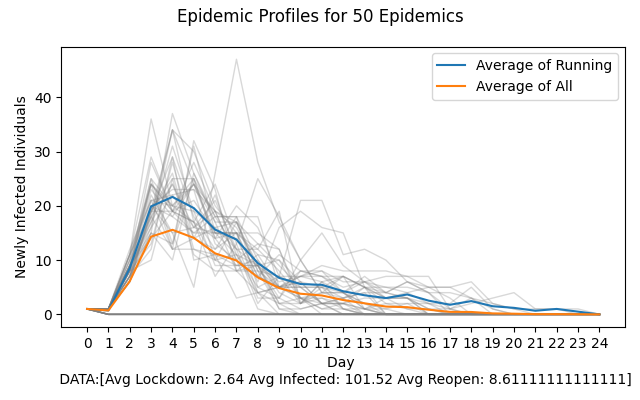 Epidemic Profiles for 50 Epidemics
Newly Infected Individuals
40
30
20
10
0
Average of Running
Average of All
0 1 2 3 4 5 6 7 8 9 10 11 12 13 14 15 16 17 18 19 20 21 22 23 24
Day
DATA:[Avg Lockdown: 2.64 Avg Infected: 101.52 Avg Reopen: 8.61111111111111]